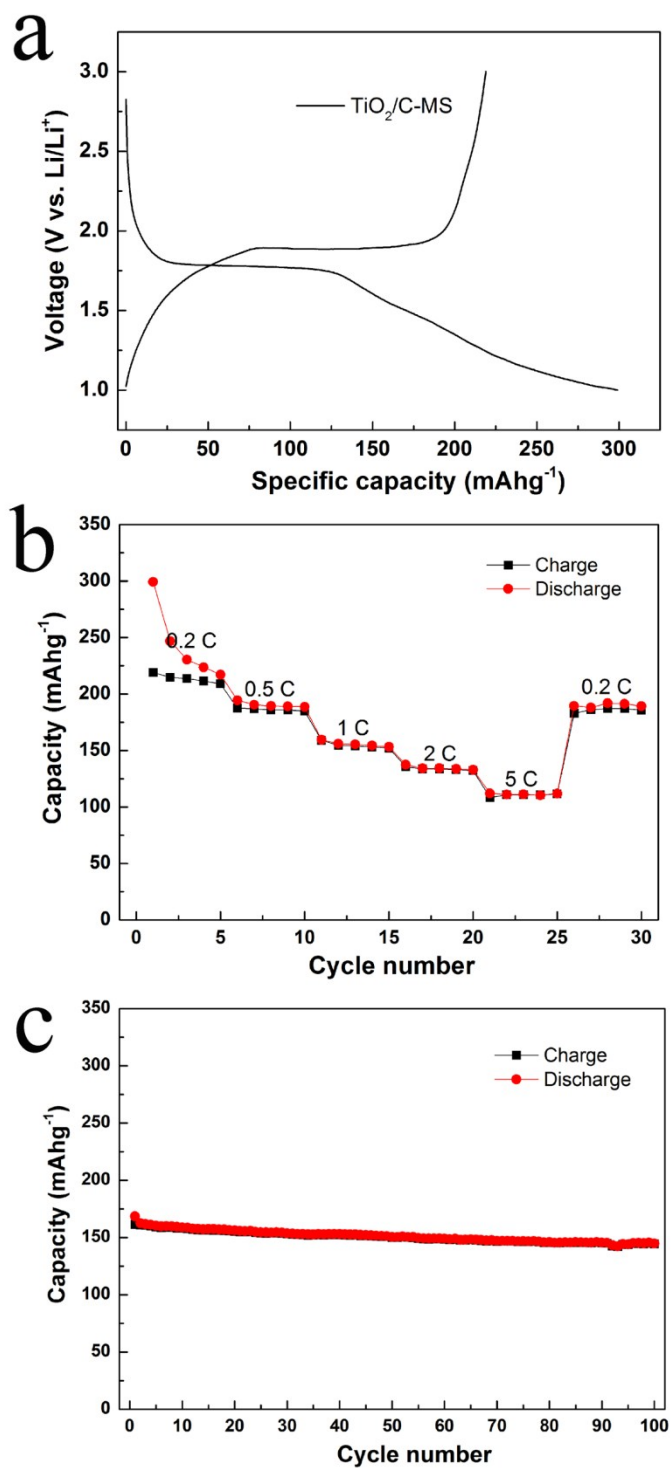 a
TiO₂/C-MS
3.0
2.5
2.0
1.5
1.0
Voltage (V vs. Li/Li⁺)
0 50 100 150 200 250 300
Specific capacity (mAhg⁻¹)
b
350
300
250
200
150
100
50
0
Capacity (mAhg⁻¹)
Charge
Discharge
0.2 C
0.5 C
1 C
2 C
5 C
0.2 C
0 5 10 15 20 25 30
Cycle number
c
350
300
250
200
150
100
50
0
Capacity (mAhg⁻¹)
Charge
Discharge
0 10 20 30 40 50 60 70 80 90 100
Cycle number